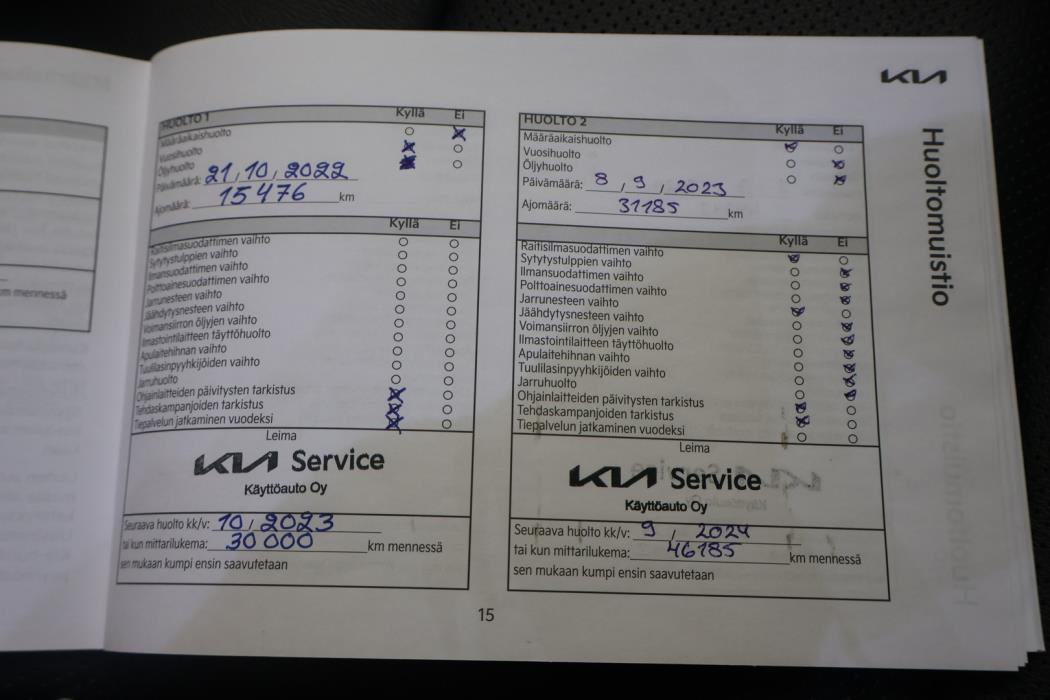 km mennessä
KIA
Huoltomuistio
HUOLTO 1
Kyllä Ei
Määräaikaishuolto
Vuosihuolto
Öljyhuolto
Päivämäärä: 21, 10, 2022
Ajomäärä: 15 476 km
Kyllä Ei
Raitisilmasuodattimen vaihto
Sytytystulppien vaihto
Ilmansuodattimen vaihto
Polttoainesuodattimen vaihto
Jarrunesteen vaihto
Jäähdytysnesteen vaihto
Voimansiirron öljyjen vaihto
Ilmastointilaitteen täyttöhuolto
Apulaitehihnan vaihto
Tuulilasinpyyhkijöiden vaihto
Jarruhuolto
Ohjainlaitteiden päivitysten tarkistus
Tehdaskampanjoiden tarkistus
Tiepalvelun jatkaminen vuodeksi
Leima
KIA Service
Käyttöauto Oy
Seuraava huolto kk/v: 10, 2023
tai kun mittarilukema: 30 000 km mennessä
sen mukaan kumpi ensin saavutetaan
HUOLTO 2
Kyllä Ei
Määräaikaishuolto
Vuosihuolto
Öljyhuolto
Päivämäärä: 8, 9, 2023
Ajomäärä: 31185 km
Kyllä Ei
Raitisilmasuodattimen vaihto
Sytytystulppien vaihto
Ilmansuodattimen vaihto
Polttoainesuodattimen vaihto
Jarrunesteen vaihto
Jäähdytysnesteen vaihto
Voimansiirron öljyjen vaihto
Ilmastointilaitteen täyttöhuolto
Apulaitehihnan vaihto
Tuulilasinpyyhkijöiden vaihto
Jarruhuolto
Ohjainlaitteiden päivitysten tarkistus
Tehdaskampanjoiden tarkistus
Tiepalvelun jatkaminen vuodeksi
Leima
KIA Service
Käyttöauto Oy
Seuraava huolto kk/v: 9, 2024
tai kun mittarilukema: 46185 km mennessä
sen mukaan kumpi ensin saavutetaan
15